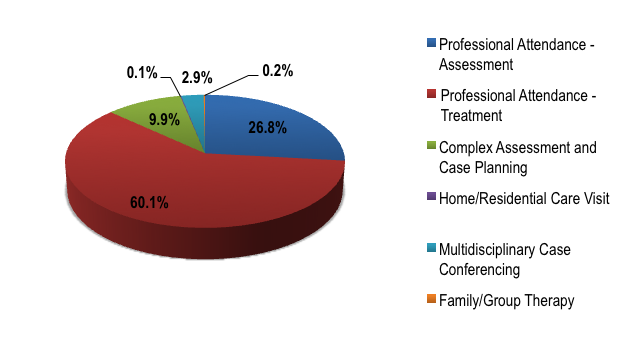 0.1%
2.9%
0.2%
9.9%
26.8%
60.1%
Professional Attendance -
Assessment
Professional Attendance -
Treatment
Complex Assessment and
Case Planning
Home/Residential Care Visit
Multidisciplinary Case
Conferencing
Family/Group Therapy